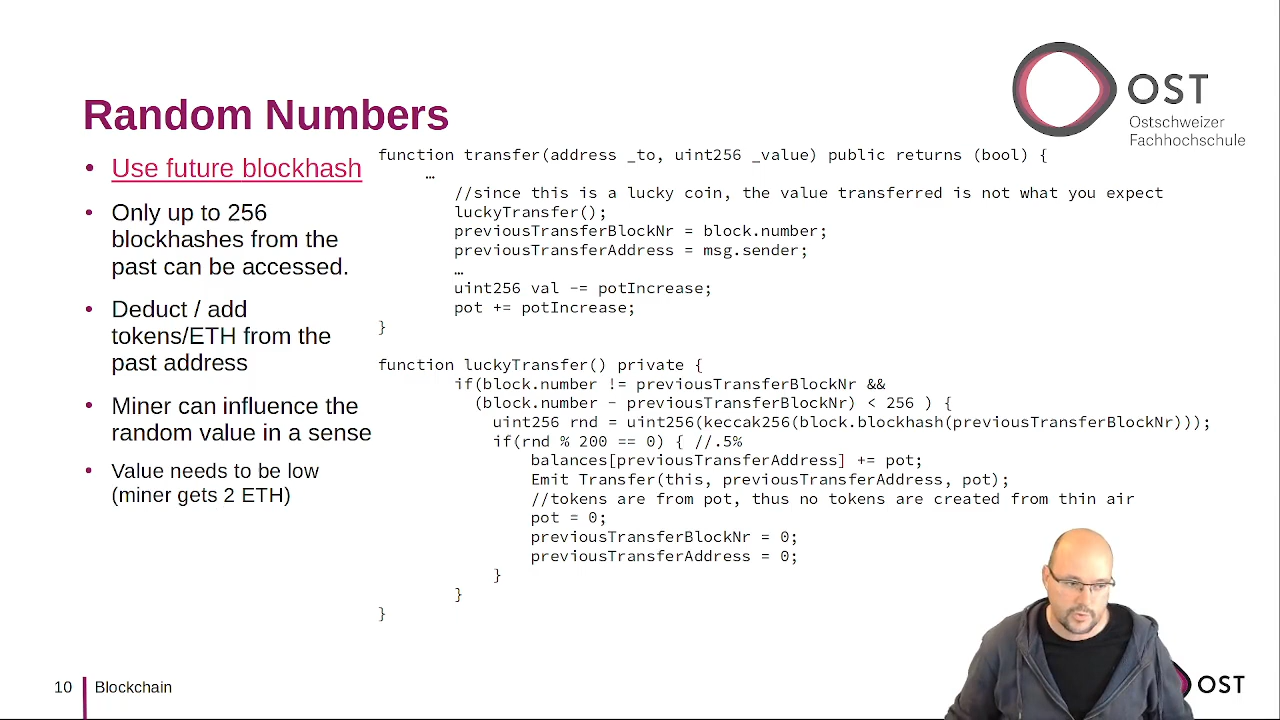 OST
Ostschweizer
Fachhochschule
Random Numbers
• Use future blockhash
• Only up to 256
blockhashes from the
past can be accessed.
• Deduct / add
tokens/ETH from the
past address
• Miner can influence the
random value in a sense
• Value needs to be low
(miner gets 2 ETH)
function transfer(address _to, uint256 _value) public returns (bool) {
…
//since this is a lucky coin, the value transferred is not what you expect
luckyTransfer();
previousTransferBlockNr = block.number;
previousTransferAddress = msg.sender;
…
uint256 val -= potIncrease;
pot += potIncrease;
}
function luckyTransfer() private {
if(block.number != previousTransferBlockNr &&
(block.number - previousTransferBlockNr) < 256 ) {
uint256 rnd = uint256(keccak256(block.blockhash(previousTransferBlockNr)));
if(rnd % 200 == 0) { //.5%
balances[previousTransferAddress] += pot;
Emit Transfer(this, previousTransferAddress, pot);
//tokens are from pot, thus no tokens are created from thin air
pot = 0;
previousTransferBlockNr = 0;
previousTransferAddress = 0;
}
}
}
10 Blockchain
OST